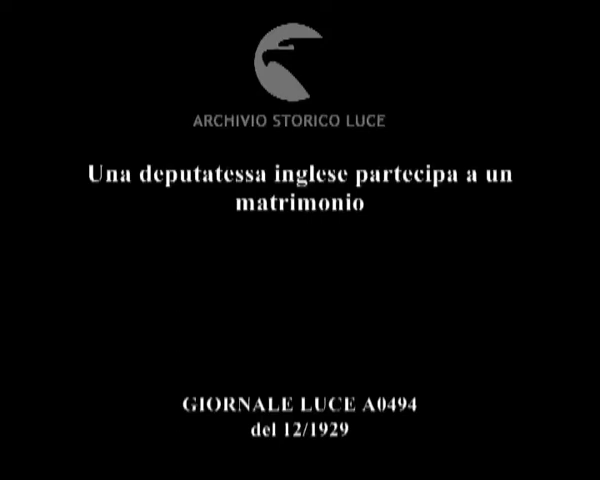 ARCHIVIO STORICO LUCE
Una deputatessa inglese partecipa a un
matrimonio
GIORNALE LUCE A0494
del 12/1929